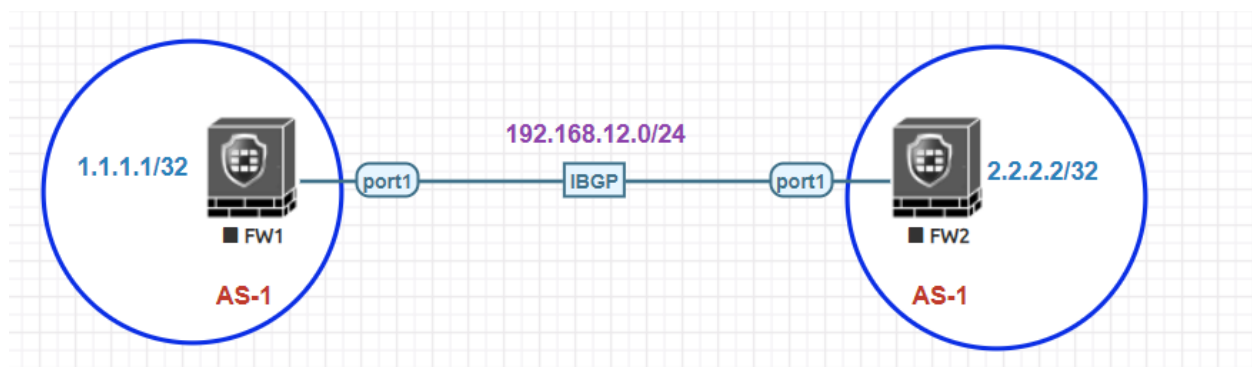 192.168.12.0/24
1.1.1.1/32
port1
IBGP
port1
2.2.2.2/32
FW1
FW2
AS-1
AS-1